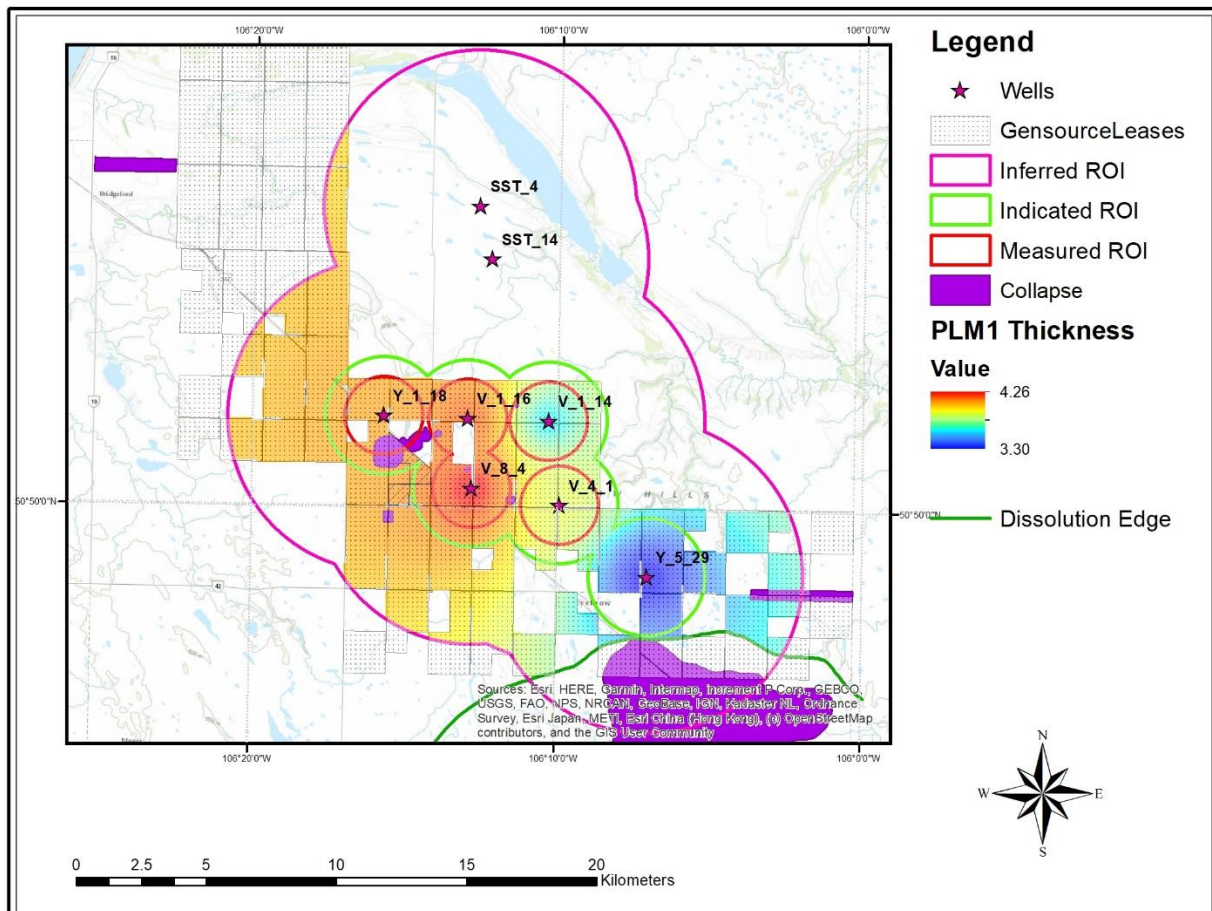 106°20'0"W 106°10'0"W 106°0'0"W
Legend
Wells
GensourceLeases
Inferred ROI
Indicated ROI
Measured ROI
Collapse
PLM1 Thickness
Value
4.26
3.30
Dissolution Edge
19
Bridgeford
SST_4
SST_14
19
Y_1_18
V_1_16
V_1_14
V_8_4
V_4_1
50°50'0"N
HILLS
50°50'0"N
Y_5_29
42
Sources: Esri, HERE, Garmin, Intermap, increment P Corp., GEBCO,
USGS, FAO, NPS, NRCAN, GeoBase, IGN, Kadaster NL, Ordnance
Survey, Esri Japan, METI, Esri China (Hong Kong), (c) OpenStreetMap
contributors, and the GIS User Community
106°20'0"W 106°10'0"W 106°0'0"W
N
W E
S
0 2.5 5 10 15 20
Kilometers